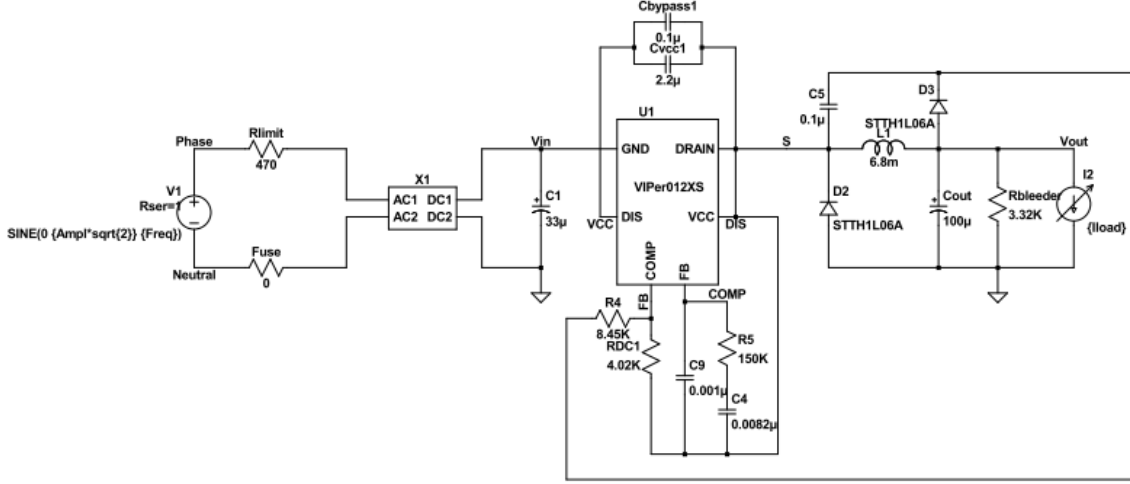 Cbypass1
0.1µ
Cvcc1
2.2µ
U1
C5
0.1µ
D3
STTH1L06A
L1
6.8m
Phase
Rlimit
470
Vin
GND
DRAIN
S
Vout
I2
X1
VIPer012XS
V1
Rser=1
AC1
DC1
AC2
DC2
C1
33µ
DIS
VCC
VCC
DIS
D2
STTH1L06A
Cout
100µ
Rbleeder
3.32K
{Iload}
SINE(0 {Ampl*sqrt{2}} {Freq})
Fuse
0
Neutral
COMP
FB
FB
COMP
R4
8.45K
RDC1
4.02K
R5
150K
C9
0.001µ
C4
0.0082µ